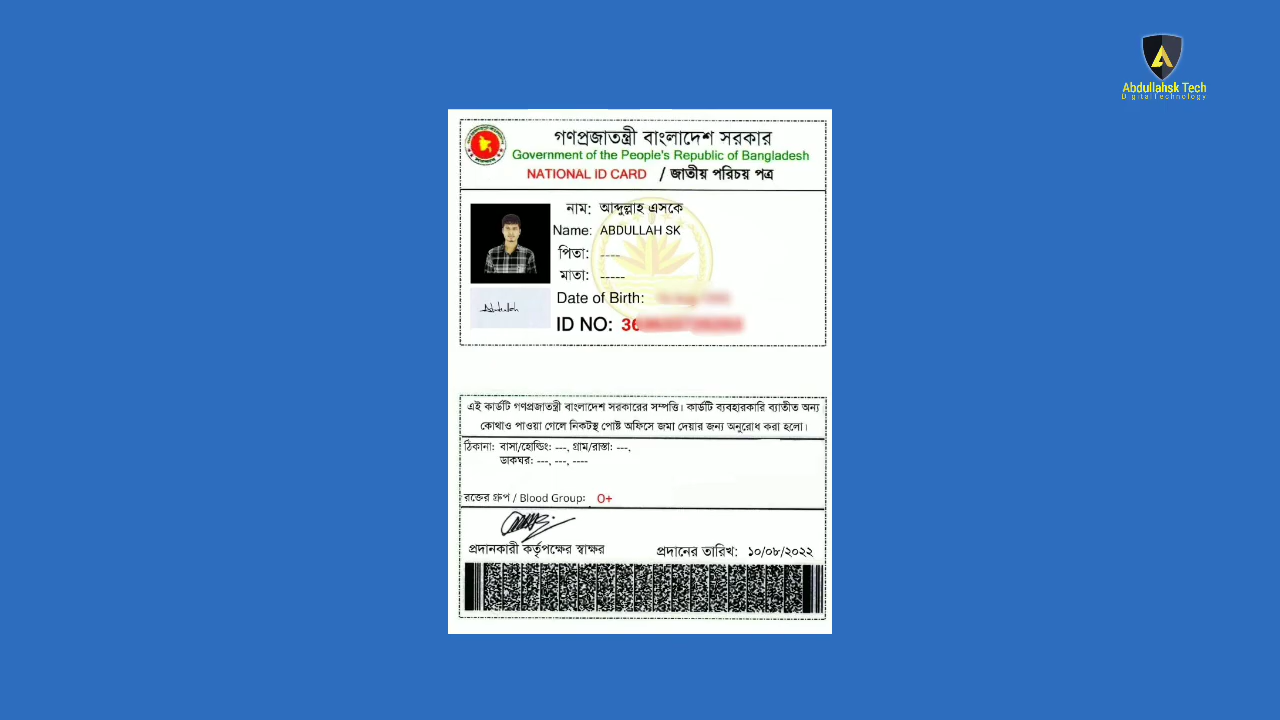 Abdullahsk Tech
DigitalTechnology
গণপ্রজাতন্ত্রী বাংলাদেশ সরকার
Government of the People's Republic of Bangladesh
NATIONAL ID CARD / জাতীয় পরিচয় পত্র
নাম: আব্দুল্লাহ এসকে
Name: ABDULLAH SK
পিতা: ----
মাতা: -----
Date of Birth:
ID NO: 36
Abdullah
এই কার্ডটি গণপ্রজাতন্ত্রী বাংলাদেশ সরকারের সম্পত্তি। কার্ডটি ব্যবহারকারি ব্যাতীত অন্য
কোথাও পাওয়া গেলে নিকটস্থ পোষ্ট অফিসে জমা দেয়ার জন্য অনুরোধ করা হলো।
ঠিকানা: বাসা/হোল্ডিং: ---, গ্রাম/রাস্তা: ---,
ডাকঘর: ---, ---, ----
রক্তের গ্রুপ / Blood Group: O+
প্রদানকারী কর্তৃপক্ষের স্বাক্ষর
প্রদানের তারিখ: ১০/০৮/২০২২